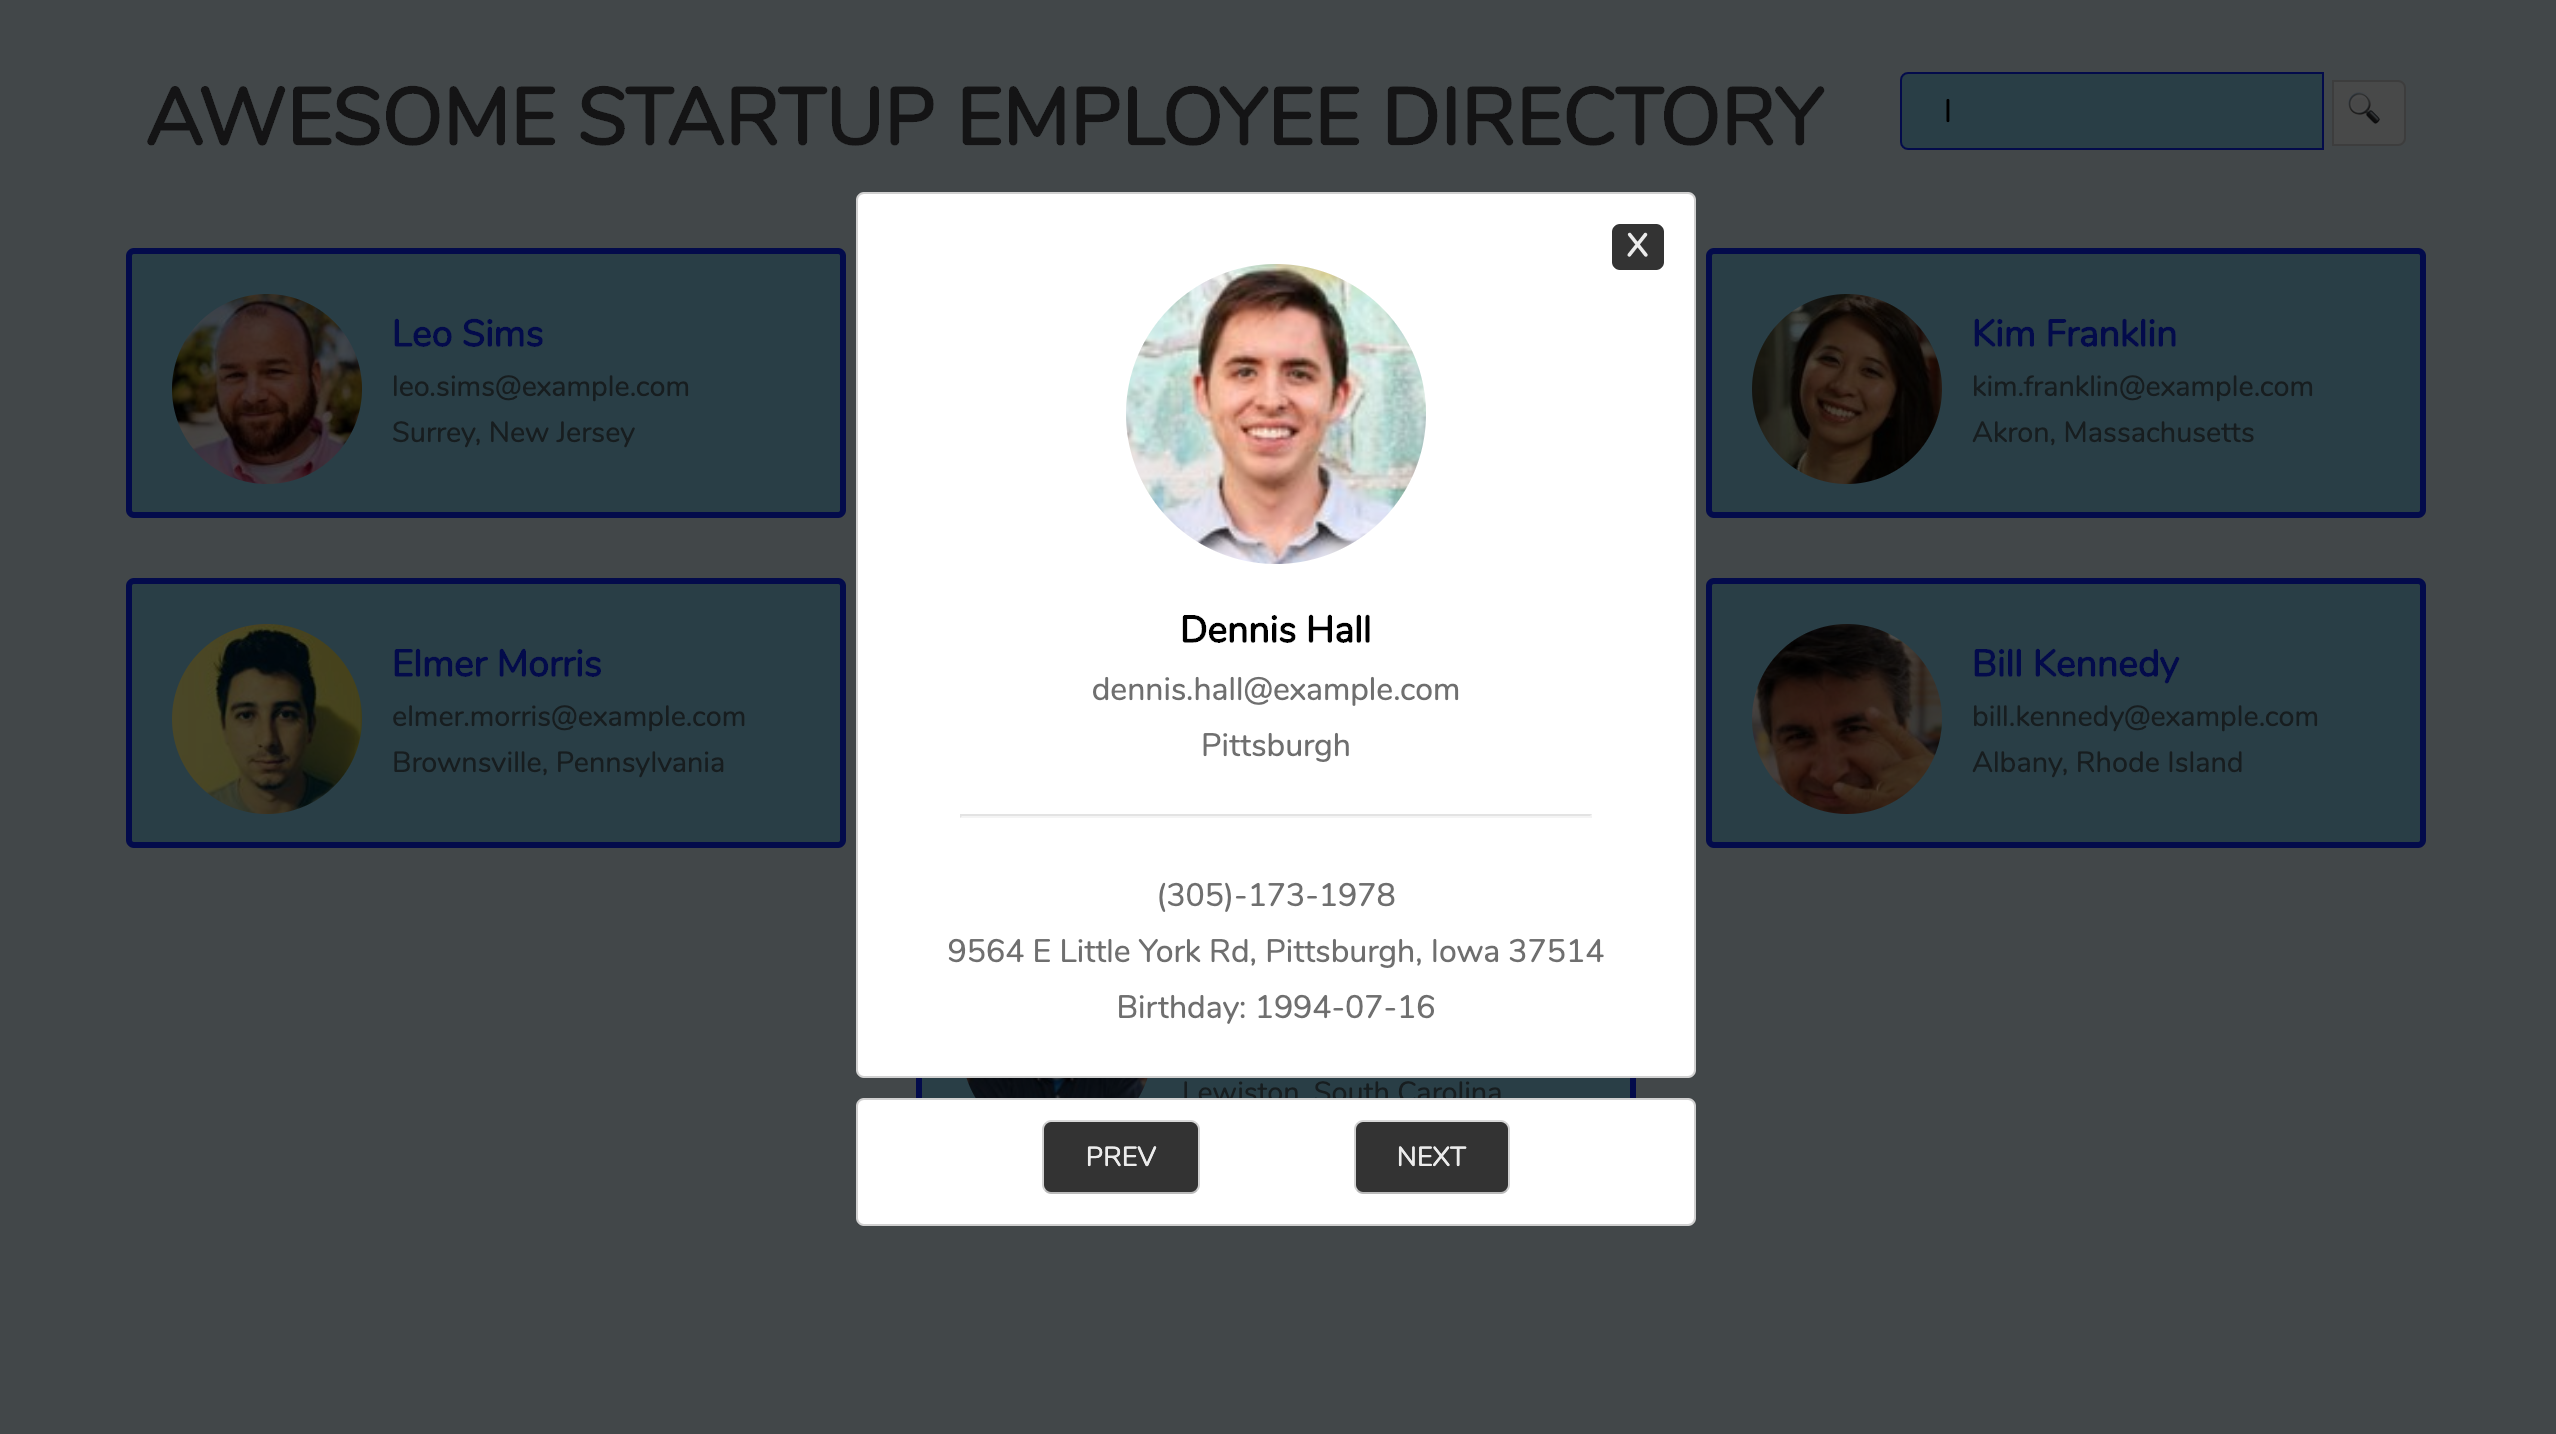 AWESOME STARTUP EMPLOYEE DIRECTORY
l
X
Leo Sims
leo.sims@example.com
Surrey, New Jersey
Kim Franklin
kim.franklin@example.com
Akron, Massachusetts
Elmer Morris
elmer.morris@example.com
Brownsville, Pennsylvania
Bill Kennedy
bill.kennedy@example.com
Albany, Rhode Island
Dennis Hall
dennis.hall@example.com
Pittsburgh
(305)-173-1978
9564 E Little York Rd, Pittsburgh, Iowa 37514
Birthday: 1994-07-16
Lewiston, South Carolina
PREV
NEXT